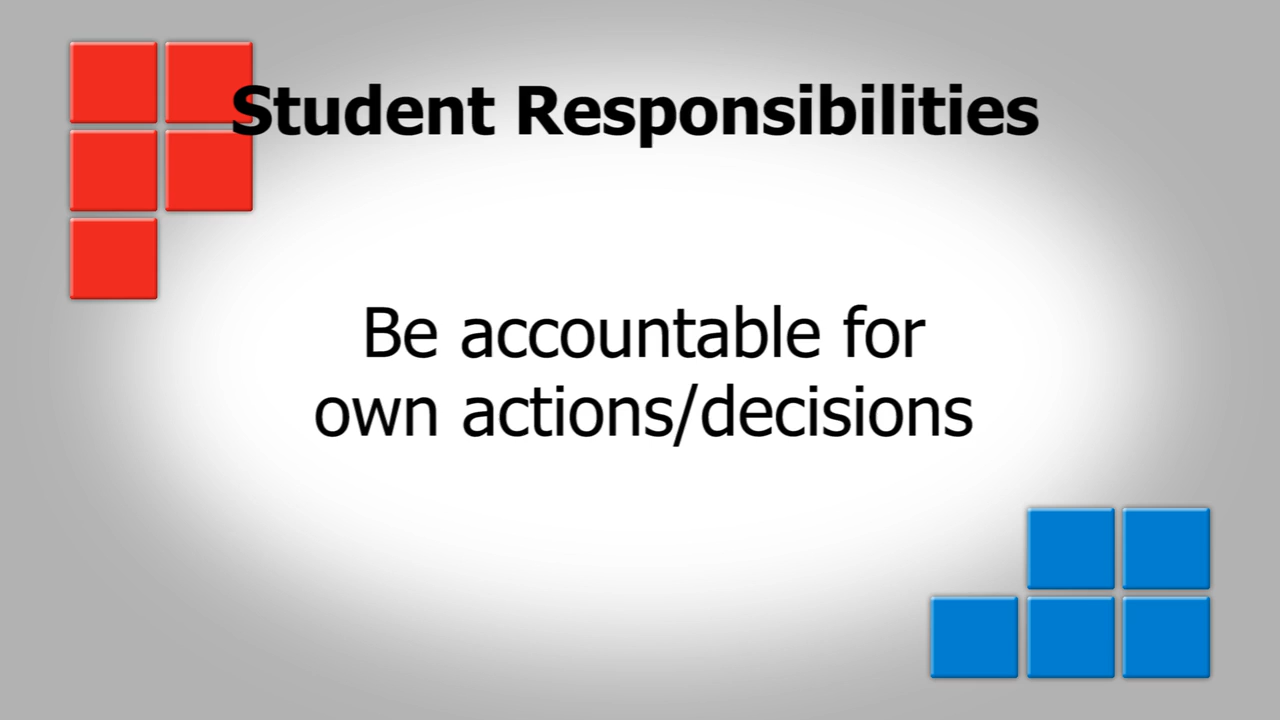 Student Responsibilities
Be accountable for
own actions/decisions